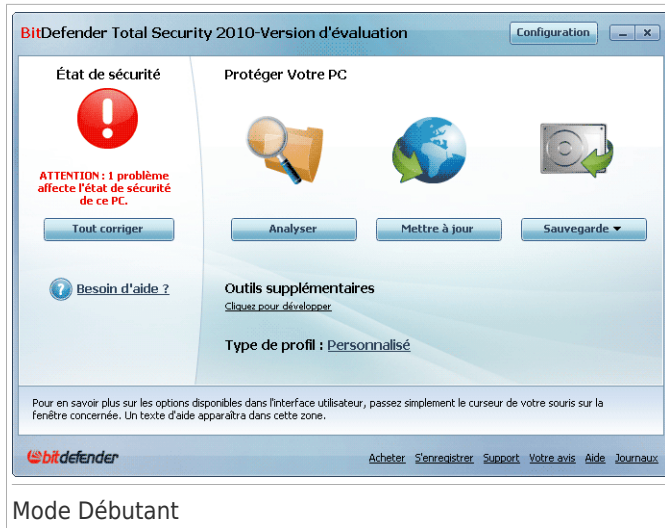 BitDefender Total Security 2010-Version d'évaluation
Configuration
État de sécurité
ATTENTION : 1 problème
affecte l'état de sécurité
de ce PC.
Tout corriger
Besoin d'aide ?
Protéger Votre PC
Analyser
Mettre à jour
Sauvegarde
Outils supplémentaires
Cliquez pour développer
Type de profil : Personnalisé
Pour en savoir plus sur les options disponibles dans l'interface utilisateur, passez simplement le curseur de votre souris sur la
fenêtre concernée. Un texte d'aide apparaîtra dans cette zone.
bitdefender
Acheter S'enregistrer Support Votre avis Aide Journaux
Mode Débutant